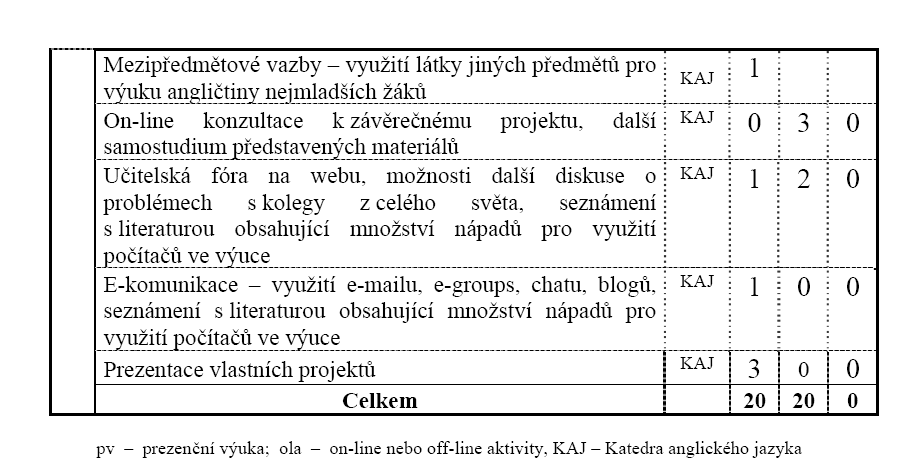 Mezipředmětové vazby – využití látky jiných předmětů pro KAJ 1
výuku angličtiny nejmladších žáků
On-line konzultace k závěrečnému projektu, další KAJ 0 3 0
samostudium představených materiálů
Učitelská fóra na webu, možnosti další diskuse o KAJ 1 2 0
problémech s kolegy z celého světa, seznámení
s literaturou obsahující množství nápadů pro využití
počítačů ve výuce
E-komunikace – využití e-mailu, e-groups, chatu, blogů, KAJ 1 0 0
seznámení s literaturou obsahující množství nápadů pro
využití počítačů ve výuce
Prezentace vlastních projektů KAJ 3 0 0
Celkem 20 20 0
pv – prezenční výuka; ola – on-line nebo off-line aktivity, KAJ – Katedra anglického jazyka